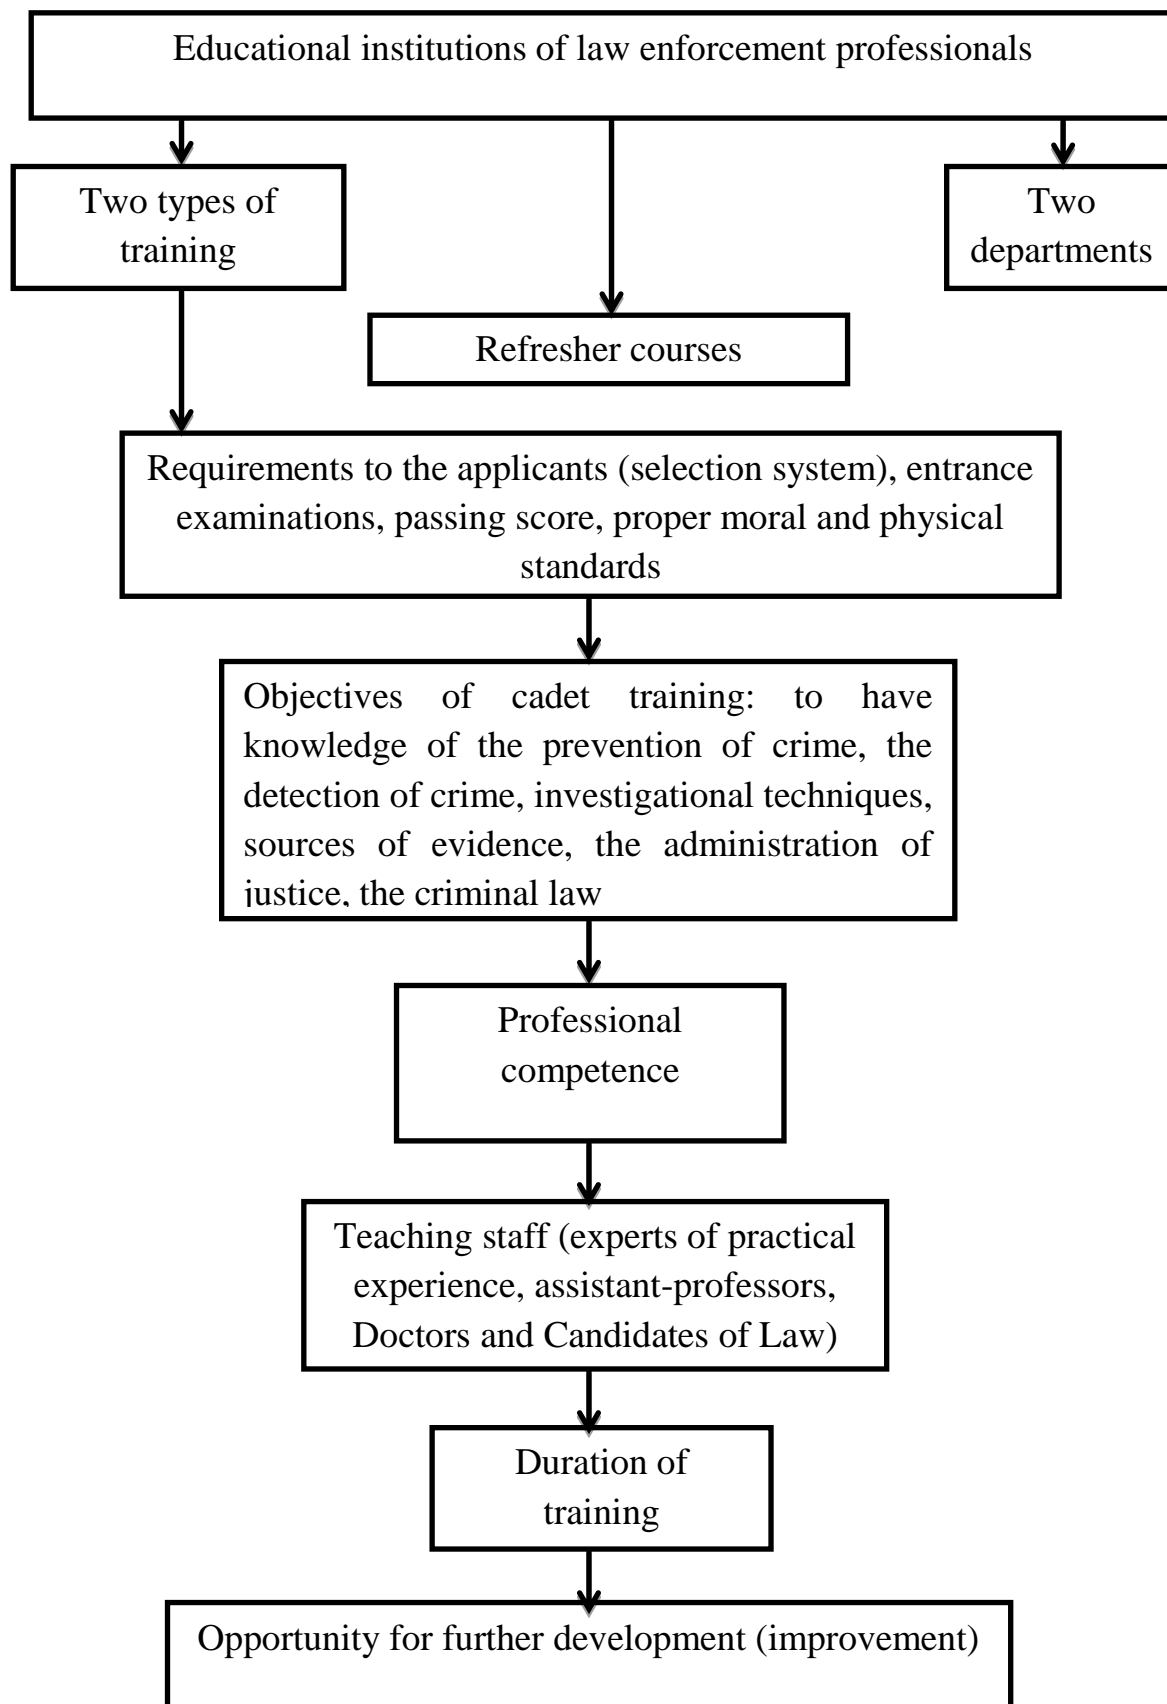 Educational institutions of law enforcement professionals
Two types of
training
Two
departments
Refresher courses
Requirements to the applicants (selection system), entrance
examinations, passing score, proper moral and physical
standards
Objectives of cadet training: to have
knowledge of the prevention of crime, the
detection of crime, investigational techniques,
sources of evidence, the administration of
justice, the criminal law
Professional
competence
Teaching staff (experts of practical
experience, assistant-professors,
Doctors and Candidates of Law)
Duration of
training
Opportunity for further development (improvement)